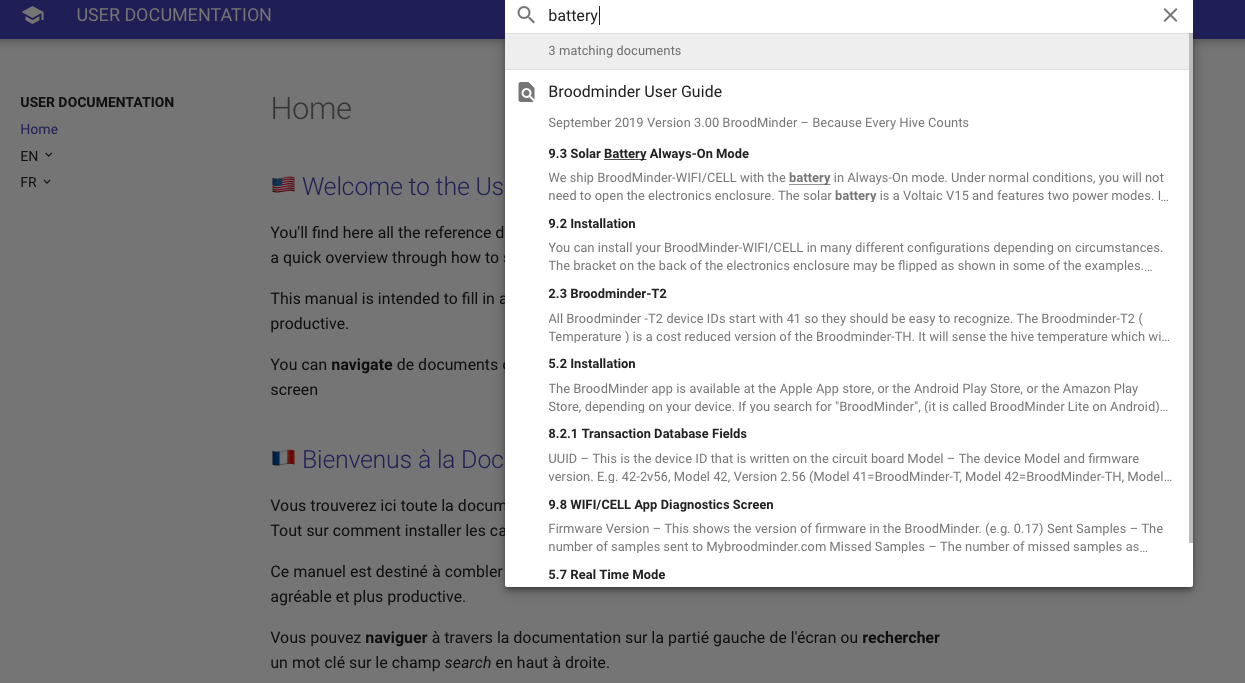 USER DOCUMENTATION
battery
3 matching documents
Broodminder User Guide
September 2019 Version 3.00 BroodMinder – Because Every Hive Counts
9.3 Solar Battery Always-On Mode
We ship BroodMinder-WIFI/CELL with the battery in Always-On mode. Under normal conditions, you will not
need to open the electronics enclosure. The solar battery is a Voltaic V15 and features two power modes. I…
9.2 Installation
You can install your BroodMinder-WIFI/CELL in many different configurations depending on circumstances.
The bracket on the back of the electronics enclosure may be flipped as shown in some of the examples.…
2.3 Broodminder-T2
All Broodminder -T2 device IDs start with 41 so they should be easy to recognize. The Broodminder-T2 (
Temperature ) is a cost reduced version of the Broodminder-TH. It will sense the hive temperature which wi…
5.2 Installation
The BroodMinder app is available at the Apple App store, or the Android Play Store, or the Amazon Play
Store, depending on your device. If you search for "BroodMinder", (it is called BroodMinder Lite on Android)…
8.2.1 Transaction Database Fields
UUID – This is the device ID that is written on the circuit board Model – The device Model and firmware
version. E.g. 42-2v56, Model 42, Version 2.56 (Model 41=BroodMinder-T, Model 42=BroodMinder-TH, Model…
9.8 WIFI/CELL App Diagnostics Screen
Firmware Version – This shows the version of firmware in the BroodMinder. (e.g. 0.17) Sent Samples – The
number of samples sent to Mybroodminder.com Missed Samples – The number of missed samples as…
5.7 Real Time Mode
USER DOCUMENTATION
Home
EN
FR
Home
Welcome to the Us
You'll find here all the reference d
a quick overview through how to
This manual is intended to fill in a
productive.
You can navigate de documents
screen
Bienvenus à la Doc
Vous trouverez ici toute la docum
Tout sur comment installer les ca
Ce manuel est destiné à combler
agréable et plus productive.
Vous pouvez naviguer à travers la documentation sur la partié gauche de l'écran ou rechercher
un mot clé sur le champ search en haut à droite.